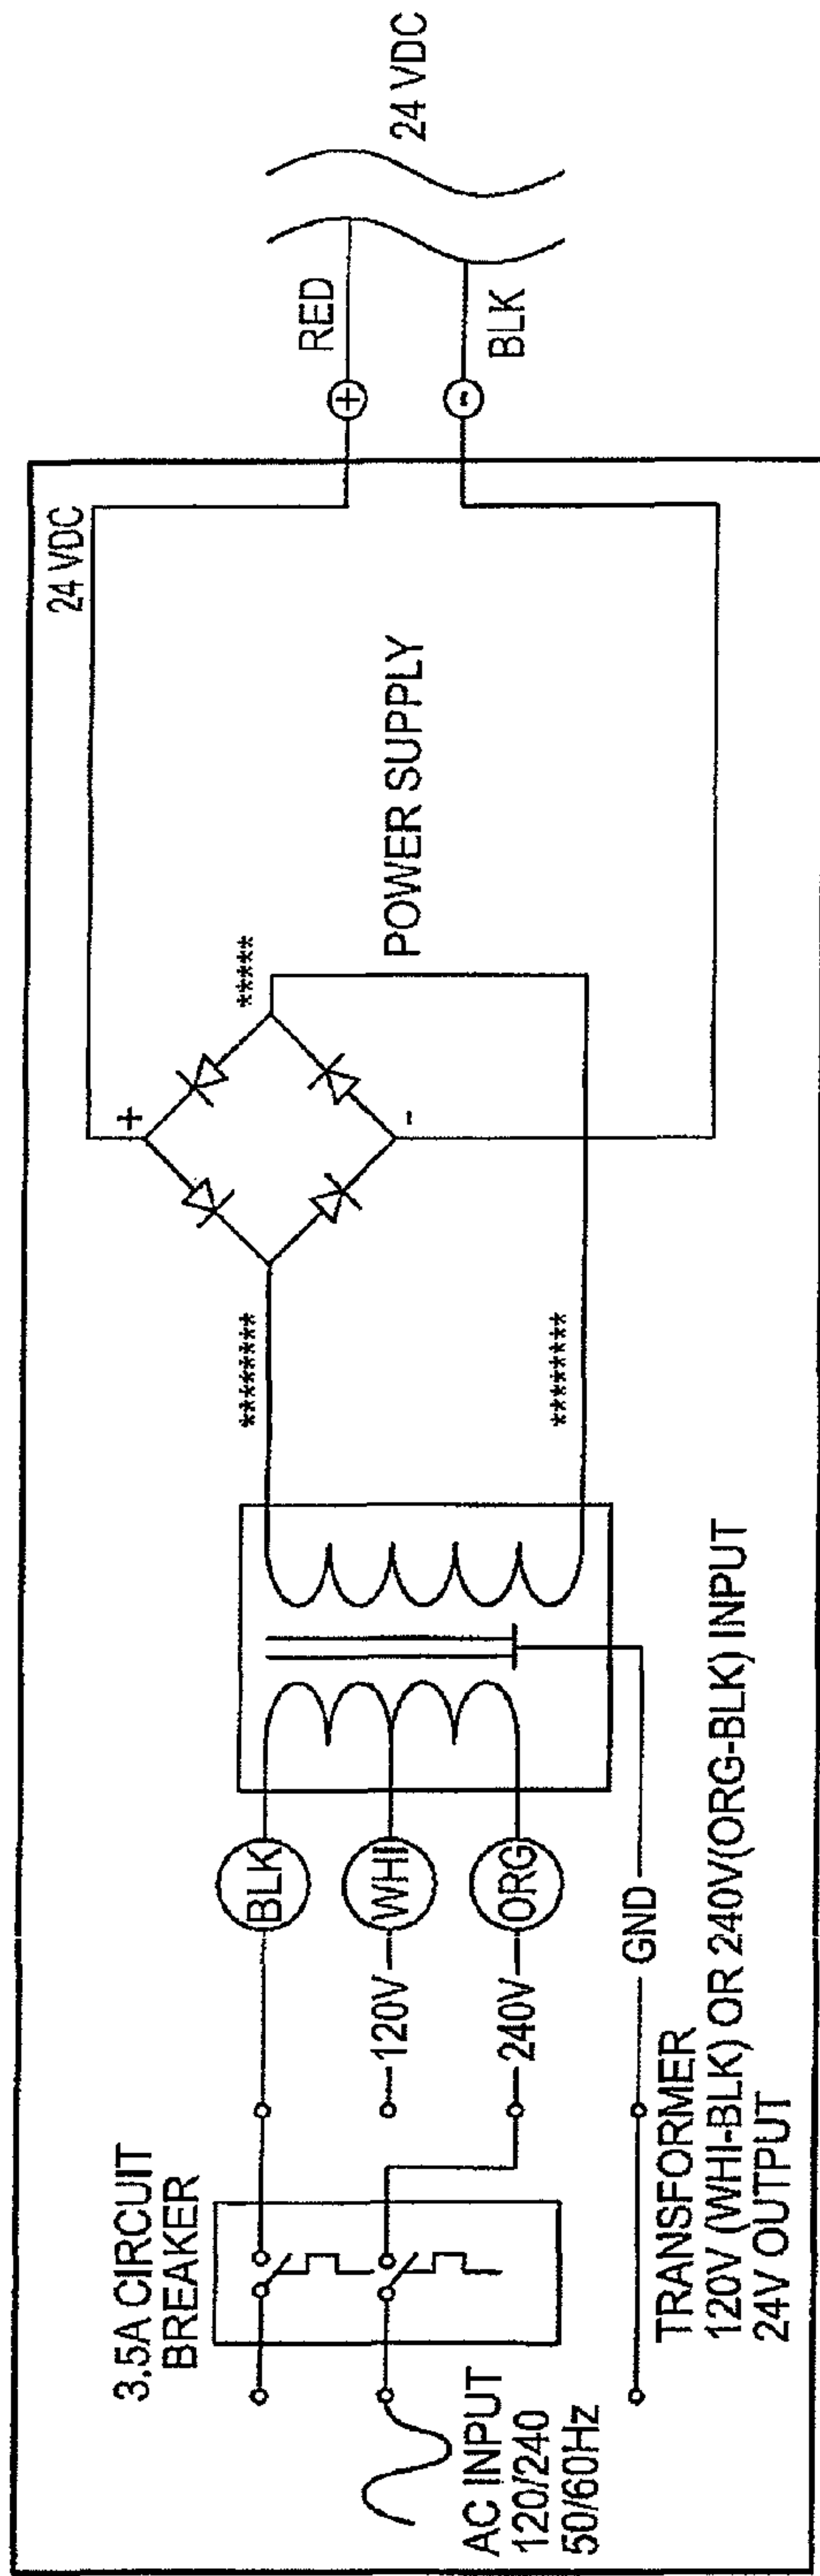 3.5A CIRCUIT
BREAKER
AC INPUT
120/240
50/60Hz
BLK
120V
WHI
240V
ORG
GND
TRANSFORMER
120V (WHI-BLK) OR 240V(ORG-BLK) INPUT
24V OUTPUT
********
********
*****
+
-
POWER SUPPLY
24 VDC
+
RED
-
BLK
24 VDC